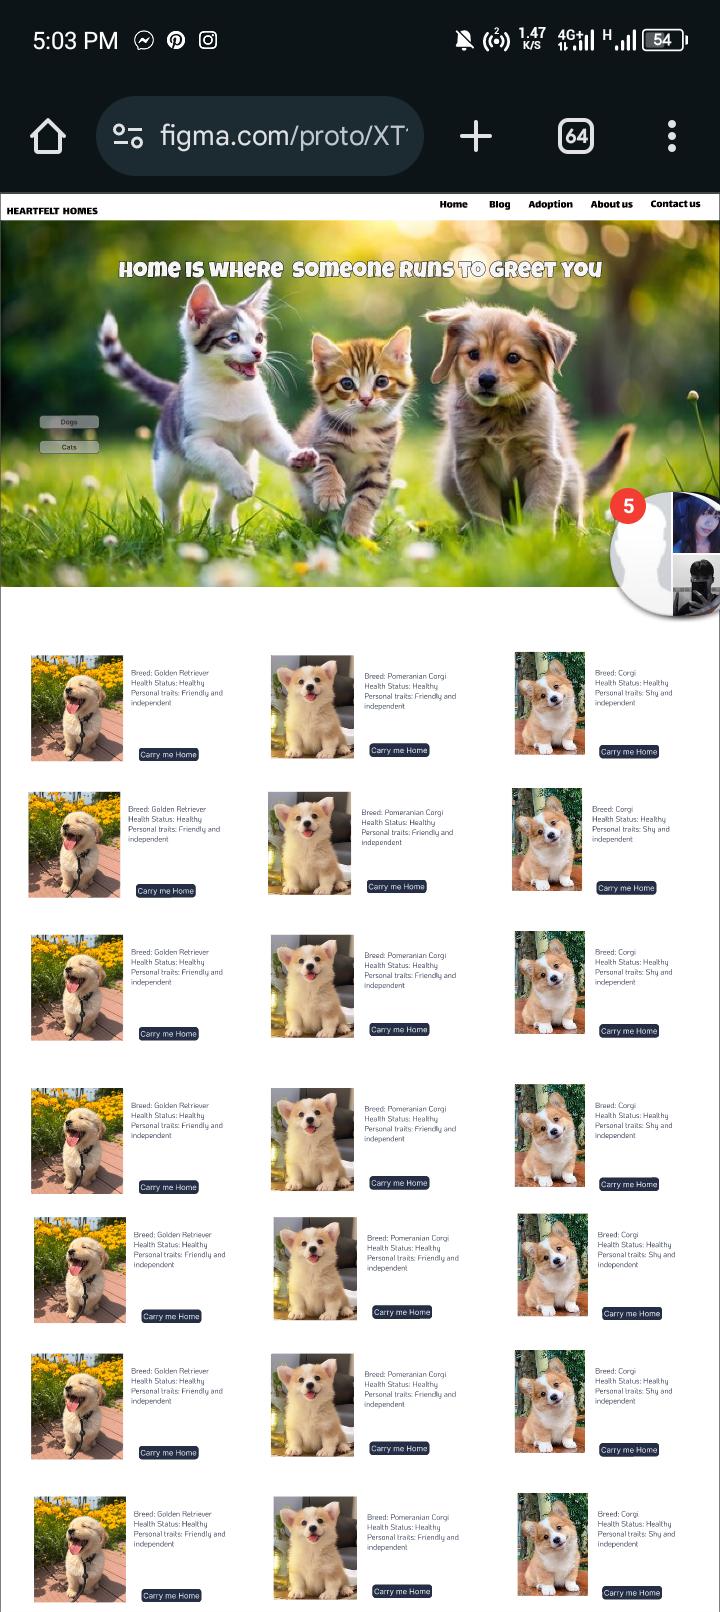 5:03 PM
2
1.47
K/S
4G+
H
54
figma.com/proto/XT
64
HEARTFELT HOMES
Home Blog Adoption About us Contact us
Home is where someone runs to greet you
Dogs
Cats
5
Breed: Golden Retriever
Health Status: Healthy
Personal traits: Friendly and
independent
Carry me Home
Breed: Pomeranian Corgi
Health Status: Healthy
Personal traits: Friendly and
independent
Carry me Home
Breed: Corgi
Health Status: Healthy
Personal traits: Shy and
independent
Carry me Home
Breed: Golden Retriever
Health Status: Healthy
Personal traits: Friendly and
independent
Carry me Home
Breed: Pomeranian Corgi
Health Status: Healthy
Personal traits: Friendly and
independent
Carry me Home
Breed: Corgi
Health Status: Healthy
Personal traits: Shy and
independent
Carry me Home
Breed: Golden Retriever
Health Status: Healthy
Personal traits: Friendly and
independent
Carry me Home
Breed: Pomeranian Corgi
Health Status: Healthy
Personal traits: Friendly and
independent
Carry me Home
Breed: Corgi
Health Status: Healthy
Personal traits: Shy and
independent
Carry me Home
Breed: Golden Retriever
Health Status: Healthy
Personal traits: Friendly and
independent
Carry me Home
Breed: Pomeranian Corgi
Health Status: Healthy
Personal traits: Friendly and
independent
Carry me Home
Breed: Corgi
Health Status: Healthy
Personal traits: Shy and
independent
Carry me Home
Breed: Golden Retriever
Health Status: Healthy
Personal traits: Friendly and
independent
Carry me Home
Breed: Pomeranian Corgi
Health Status: Healthy
Personal traits: Friendly and
independent
Carry me Home
Breed: Corgi
Health Status: Healthy
Personal traits: Shy and
independent
Carry me Home
Breed: Golden Retriever
Health Status: Healthy
Personal traits: Friendly and
independent
Carry me Home
Breed: Pomeranian Corgi
Health Status: Healthy
Personal traits: Friendly and
independent
Carry me Home
Breed: Corgi
Health Status: Healthy
Personal traits: Shy and
independent
Carry me Home
Breed: Golden Retriever
Health Status: Healthy
Personal traits: Friendly and
independent
Carry me Home
Breed: Pomeranian Corgi
Health Status: Healthy
Personal traits: Friendly and
independent
Carry me Home
Breed: Corgi
Health Status: Healthy
Personal traits: Shy and
independent
Carry me Home